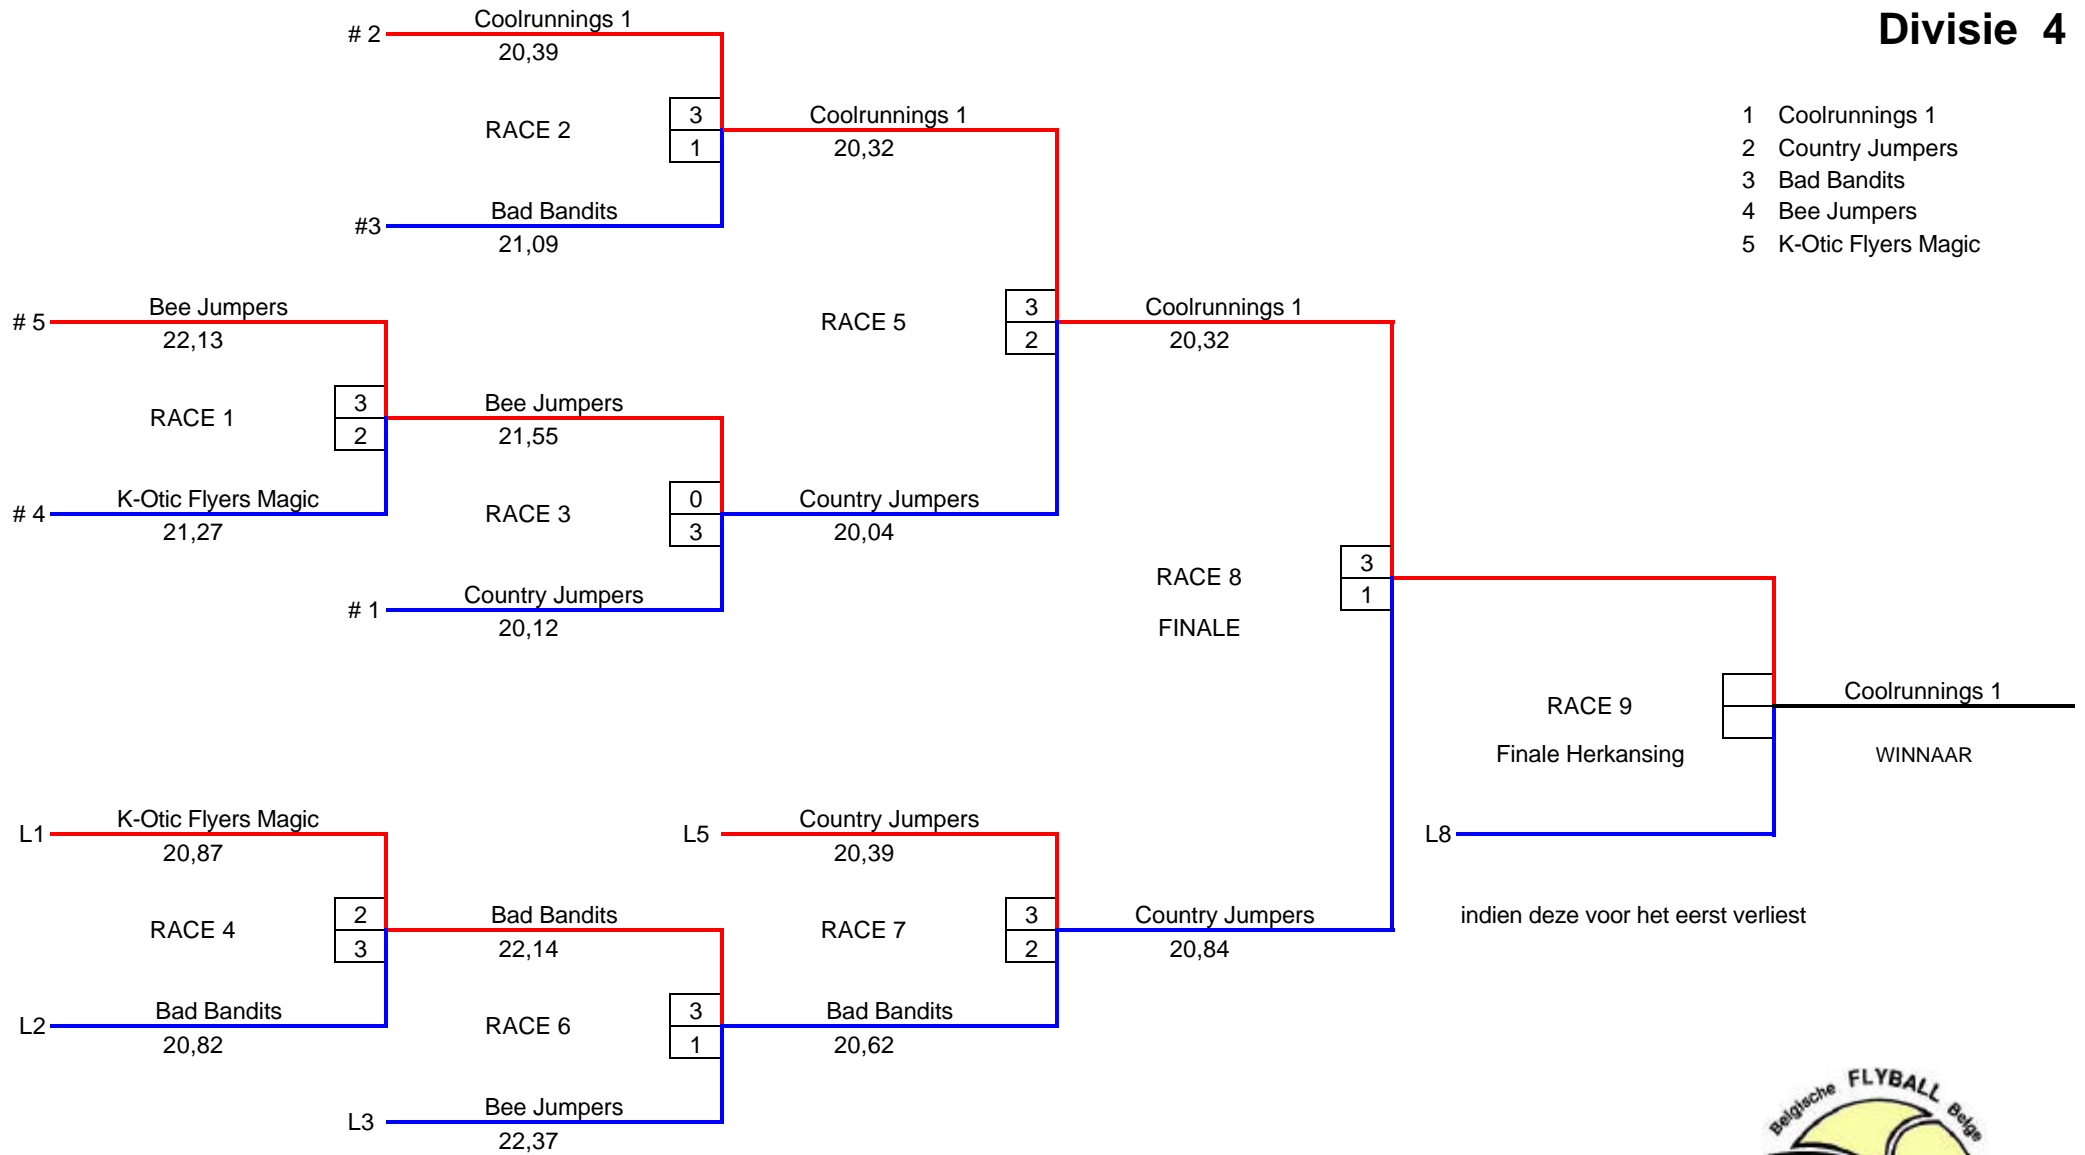 Divisie 4
1 Coolrunnings 1
2 Country Jumpers
3 Bad Bandits
4 Bee Jumpers
5 K-Otic Flyers Magic
# 2
Coolrunnings 1
20,39
RACE 2
3
1
#3
Bad Bandits
21,09
Coolrunnings 1
20,32
# 5
Bee Jumpers
22,13
RACE 1
3
2
# 4
K-Otic Flyers Magic
21,27
Bee Jumpers
21,55
RACE 3
0
3
# 1
Country Jumpers
20,12
RACE 5
3
2
Country Jumpers
20,04
Coolrunnings 1
20,32
RACE 8
FINALE
3
1
RACE 9
Finale Herkansing
Coolrunnings 1
WINNAAR
L8
indien deze voor het eerst verliest
L1
K-Otic Flyers Magic
20,87
RACE 4
2
3
L2
Bad Bandits
20,82
Bad Bandits
22,14
RACE 6
3
1
L3
Bee Jumpers
22,37
L5
Country Jumpers
20,39
RACE 7
3
2
Bad Bandits
20,62
Country Jumpers
20,84
Belgische FLYBALL Belge